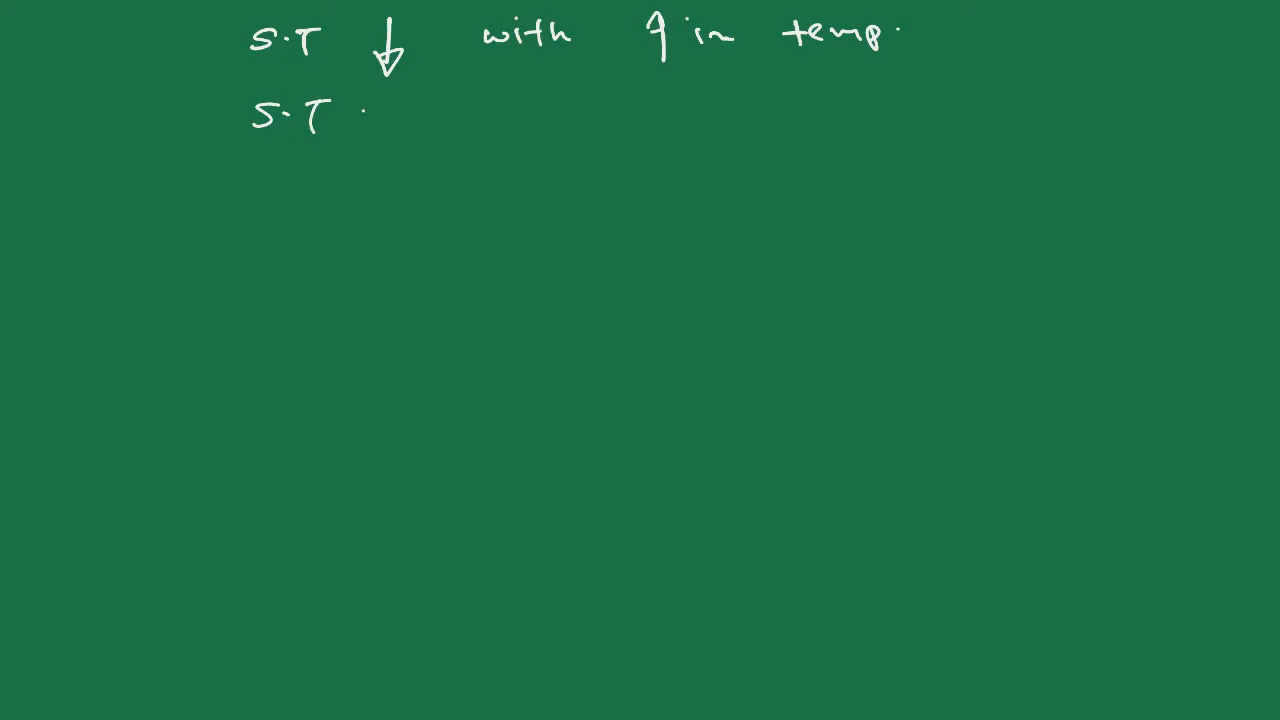 S.T ↓ with ↑ in temp.
S.T .